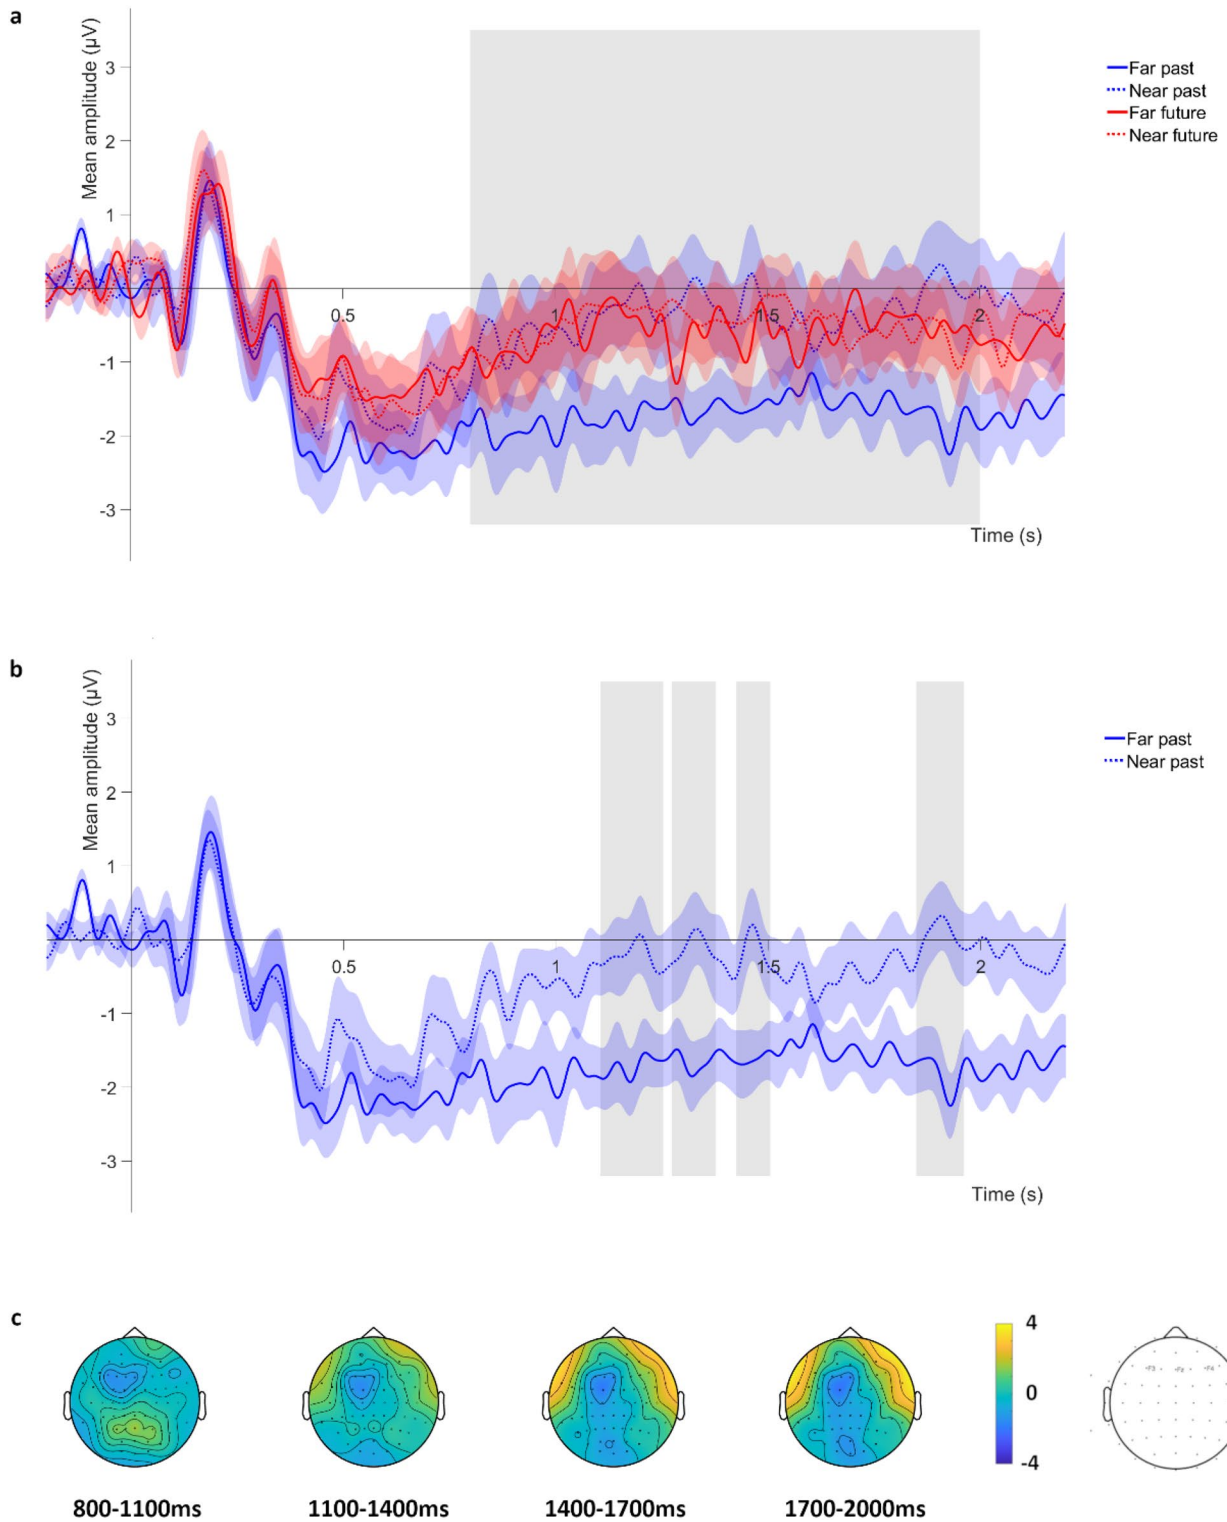 a
Mean amplitude (µV)
3
2
1
-1
-2
-3
0.5
1
1.5
2
Time (s)
Far past
Near past
Far future
Near future
b
Mean amplitude (µV)
3
2
1
-1
-2
-3
0.5
1
1.5
2
Time (s)
Far past
Near past
c
4
0
-4
800-1100ms
1100-1400ms
1400-1700ms
1700-2000ms